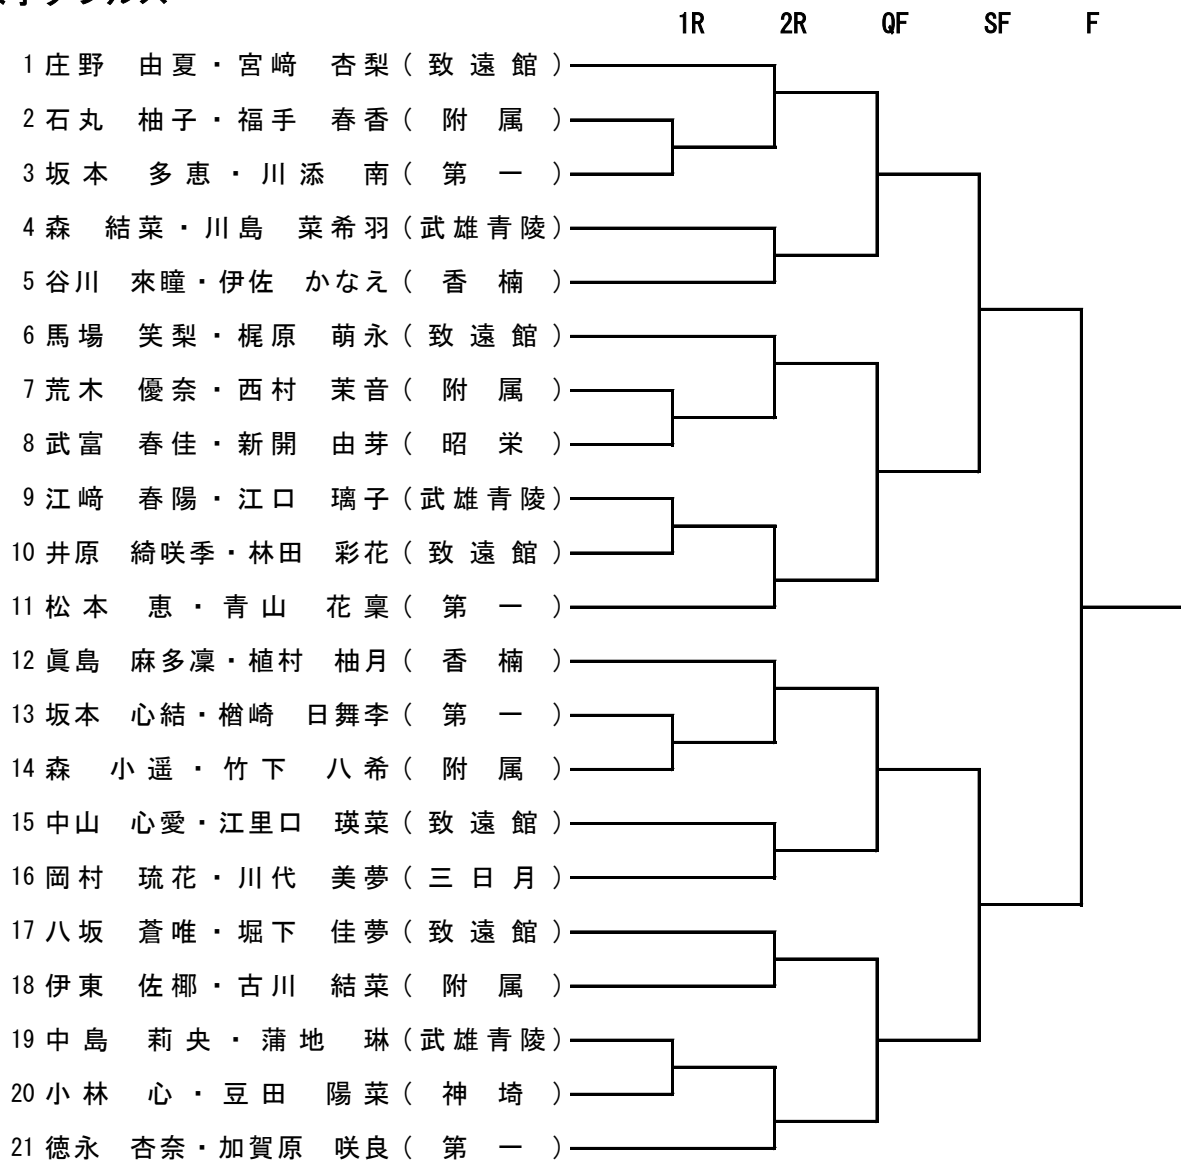 ダブルス
1R 2R QF SF F
1 庄野 由夏・宮﨑 杏梨 (致遠館)
2 石丸 柚子・福手 春香 (附属)
3 坂本 多恵・川添 南 (第一)
4 森 結菜・川島 菜希羽 (武雄青陵)
5 谷川 來瞳・伊佐 かなえ (香楠)
6 馬場 笑梨・梶原 萌永 (致遠館)
7 荒木 優奈・西村 茉音 (附属)
8 武富 春佳・新開 由芽 (昭栄)
9 江﨑 春陽・江口 璃子 (武雄青陵)
10 井原 綺咲季・林田 彩花 (致遠館)
11 松本 恵・青山 花稟 (第一)
12 眞島 麻多凜・植村 柚月 (香楠)
13 坂本 心結・楢崎 日舞李 (第一)
14 森 小遥・竹下 八希 (附属)
15 中山 心愛・江里口 瑛菜 (致遠館)
16 岡村 琉花・川代 美夢 (三日月)
17 八坂 蒼唯・堀下 佳夢 (致遠館)
18 伊東 佐椰・古川 結菜 (附属)
19 中島 莉央・蒲地 琳 (武雄青陵)
20 小林 心・豆田 陽菜 (神埼)
21 徳永 杏奈・加賀原 咲良 (第一)